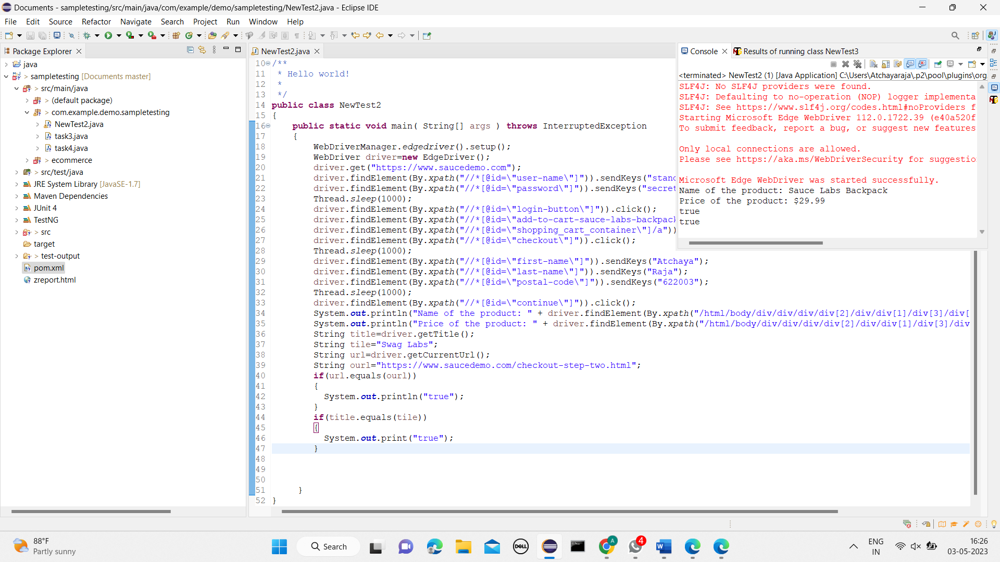 Documents - sampletesting/src/main/java/com/example/demo/sampletesting/NewTest2.java - Eclipse IDE
File Edit Source Refactor Navigate Search Project Run Window Help
Package Explorer
> java
> sampletesting [Documents master]
> src/main/java
> (default package)
> com.example.demo.sampletesting
NewTest2.java
task3.java
task4.java
> ecommerce
> src/test/java
JRE System Library [JavaSE-1.7]
Maven Dependencies
JUnit 4
TestNG
> src
target
> test-output
pom.xml
zreport.html
NewTest2.java
10 /**
11 * Hello world!
12 *
13 */
14 public class NewTest2
15 {
16 public static void main( String[] args ) throws InterruptedException
17 {
18 WebDriverManager.edgedriver().setup();
19 WebDriver driver=new EdgeDriver();
20 driver.get("https://www.saucedemo.com");
21 driver.findElement(By.xpath("//*[@id=\"user-name\"]")).sendKeys("stand
22 driver.findElement(By.xpath("//*[@id=\"password\"]")).sendKeys("secret
23 Thread.sleep(1000);
24 driver.findElement(By.xpath("//*[@id=\"login-button\"]")).click();
25 driver.findElement(By.xpath("//*[@id=\"add-to-cart-sauce-labs-backpack
26 driver.findElement(By.xpath("//*[@id=\"shopping_cart_container\"]/a"))
27 driver.findElement(By.xpath("//*[@id=\"checkout\"]")).click();
28 Thread.sleep(1000);
29 driver.findElement(By.xpath("//*[@id=\"first-name\"]")).sendKeys("Atchaya");
30 driver.findElement(By.xpath("//*[@id=\"last-name\"]")).sendKeys("Raja");
31 driver.findElement(By.xpath("//*[@id=\"postal-code\"]")).sendKeys("622003");
32 Thread.sleep(1000);
33 driver.findElement(By.xpath("//*[@id=\"continue\"]")).click();
34 System.out.println("Name of the product: " + driver.findElement(By.xpath("/html/body/div/div/div/div[2]/div/div[1]/div[3]/div[
35 System.out.println("Price of the product: " + driver.findElement(By.xpath("/html/body/div/div/div/div[2]/div/div[1]/div[3]/div
36 String title=driver.getTitle();
37 String tile="Swag Labs";
38 String url=driver.getCurrentUrl();
39 String ourl="https://www.saucedemo.com/checkout-step-two.html";
40 if(url.equals(ourl))
41 {
42 System.out.println("true");
43 }
44 if(title.equals(tile))
45 {
46 System.out.print("true");
47 }
48
49
50
51 }
52 }
Console Results of running class NewTest3
<terminated> NewTest2 (1) [Java Application] C:\Users\Atchayaraja\.p2\pool\plugins\org.
SLF4J: No SLF4J providers were found.
SLF4J: Defaulting to no-operation (NOP) logger implementa
SLF4J: See https://www.slf4j.org/codes.html#noProviders f
Starting Microsoft Edge WebDriver 112.0.1722.39 (e40a520f
To submit feedback, report a bug, or suggest new features
Only local connections are allowed.
Please see https://aka.ms/WebDriverSecurity for suggestio
Microsoft Edge WebDriver was started successfully.
Name of the product: Sauce Labs Backpack
Price of the product: $29.99
true
true
88°F
Partly sunny
Search
DELL
A
4
ENG
IN
16:26
03-05-2023